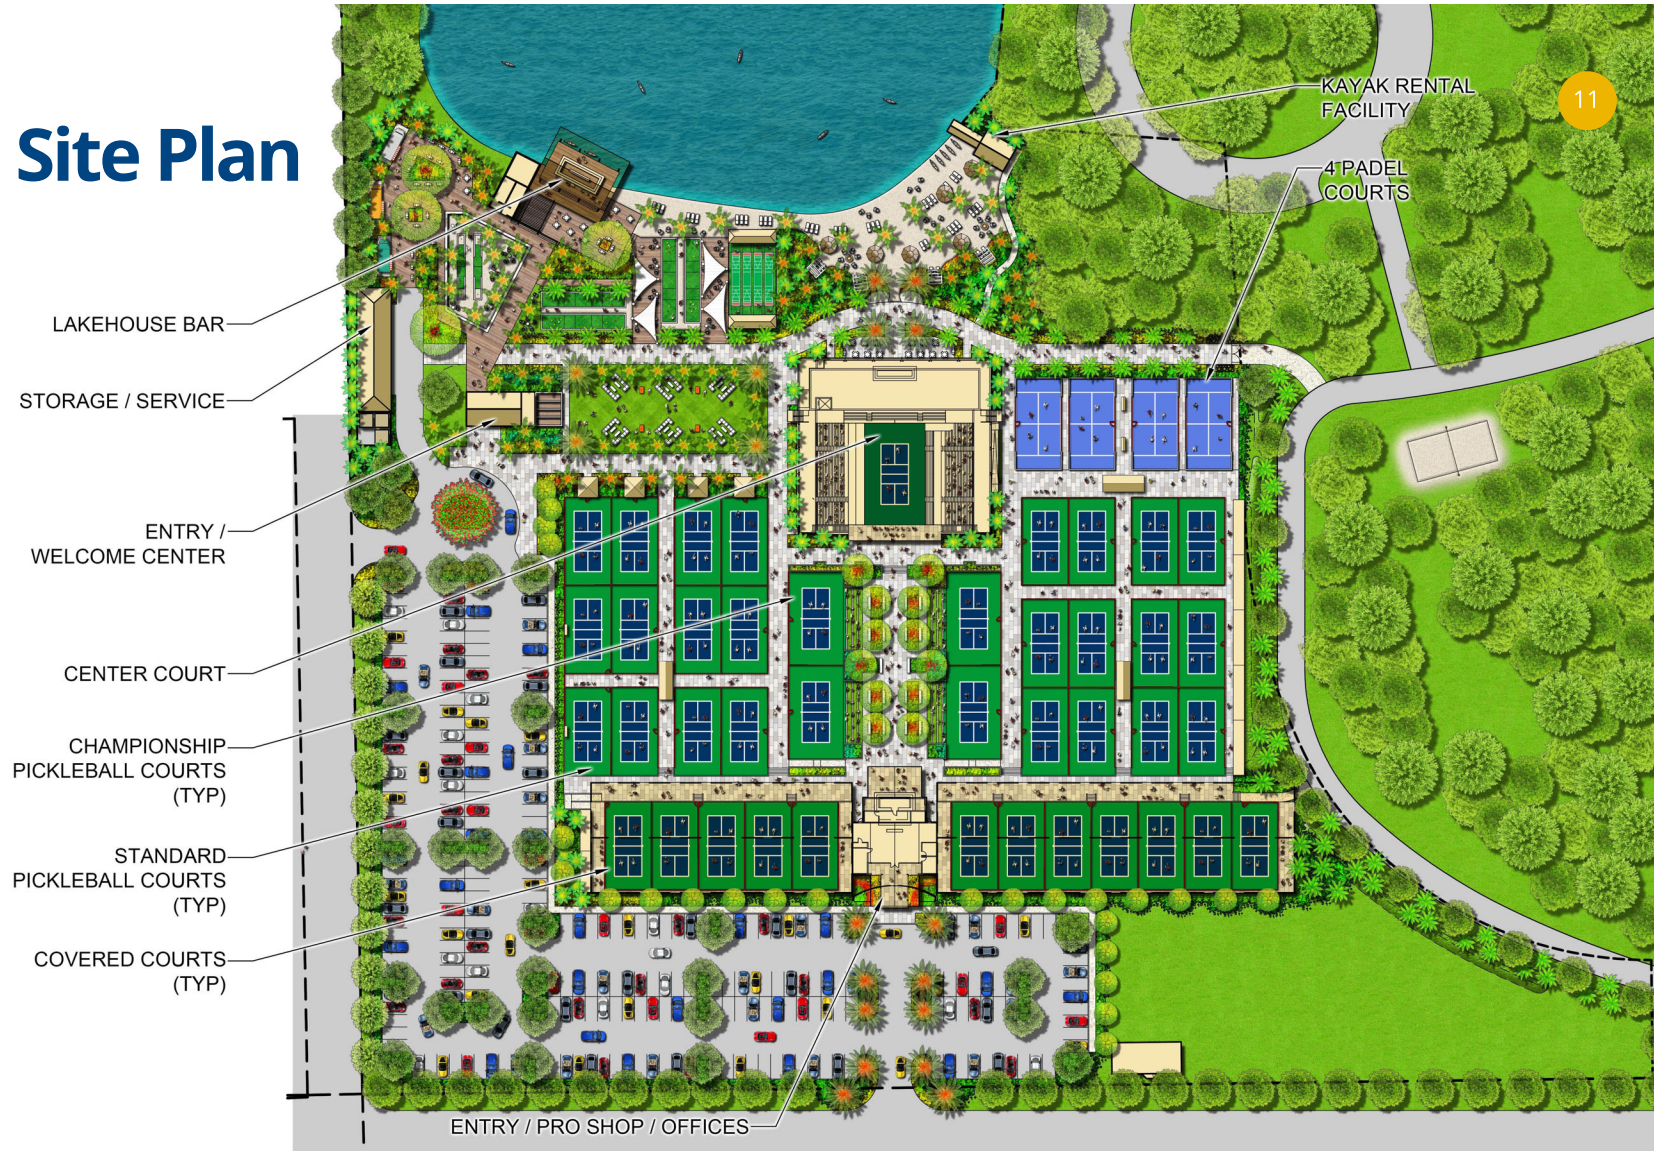 Site Plan
11
KAYAK RENTAL
FACILITY
4 PADEL
COURTS
LAKEHOUSE BAR
STORAGE / SERVICE
ENTRY /
WELCOME CENTER
CENTER COURT
CHAMPIONSHIP
PICKLEBALL COURTS
(TYP)
STANDARD
PICKLEBALL COURTS
(TYP)
COVERED COURTS
(TYP)
ENTRY / PRO SHOP / OFFICES